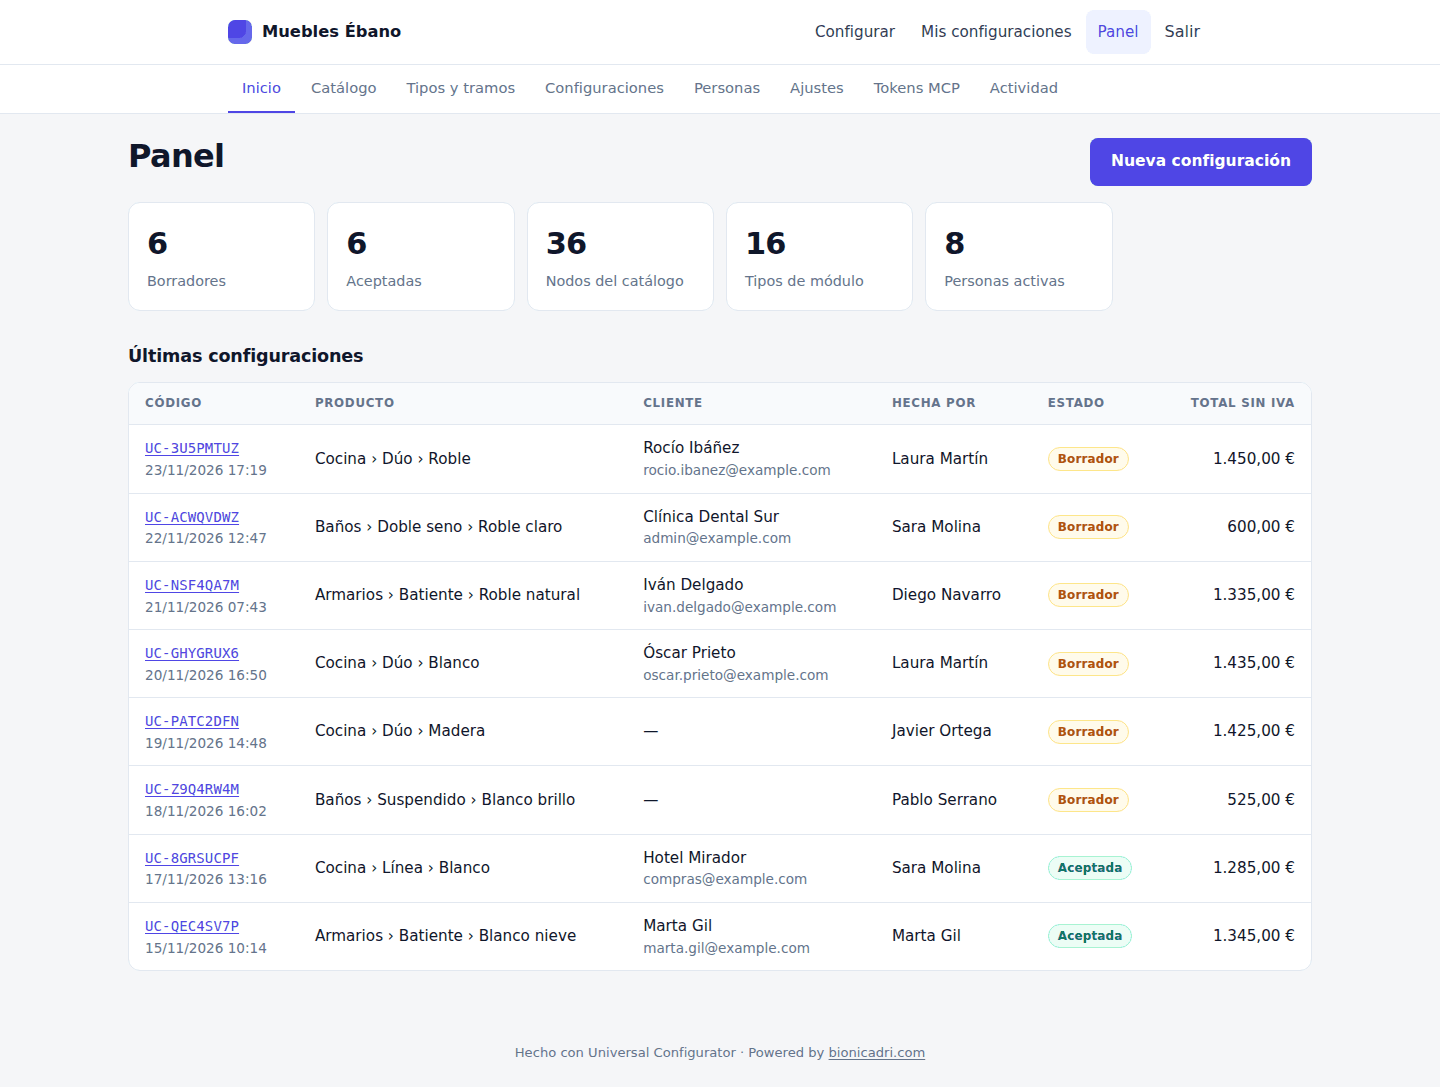 Muebles Ébano
Configurar Mis configuraciones Panel Salir
Inicio Catálogo Tipos y tramos Configuraciones Personas Ajustes Tokens MCP Actividad
Panel
Nueva configuración
6 6 36 16 8
Borradores Aceptadas Nodos del catálogo Tipos de módulo Personas activas
Últimas configuraciones
CÓDIGO PRODUCTO CLIENTE HECHA POR ESTADO TOTAL SIN IVA
UC-3U5PMTUZ Rocío Ibáñez
Cocina › Dúo › Roble Laura Martín Borrador 1.450,00 €
23/11/2026 17:19 rocio.ibanez@example.com
UC-ACWQVDWZ Clínica Dental Sur
Baños › Doble seno › Roble claro Sara Molina Borrador 600,00 €
22/11/2026 12:47 admin@example.com
UC-NSF4QA7M Iván Delgado
Armarios › Batiente › Roble natural Diego Navarro Borrador 1.335,00 €
21/11/2026 07:43 ivan.delgado@example.com
UC-GHYGRUX6 Óscar Prieto
Cocina › Dúo › Blanco Laura Martín Borrador 1.435,00 €
20/11/2026 16:50 oscar.prieto@example.com
UC-PATC2DFN
Cocina › Dúo › Madera — Javier Ortega Borrador 1.425,00 €
19/11/2026 14:48
UC-Z9Q4RW4M
Baños › Suspendido › Blanco brillo — Pablo Serrano Borrador 525,00 €
18/11/2026 16:02
UC-8GRSUCPF Hotel Mirador
Cocina › Línea › Blanco Sara Molina Aceptada 1.285,00 €
17/11/2026 13:16 compras@example.com
UC-QEC4SV7P Marta Gil
Armarios › Batiente › Blanco nieve Marta Gil Aceptada 1.345,00 €
15/11/2026 10:14 marta.gil@example.com
Hecho con Universal Configurator · Powered by bionicadri.com